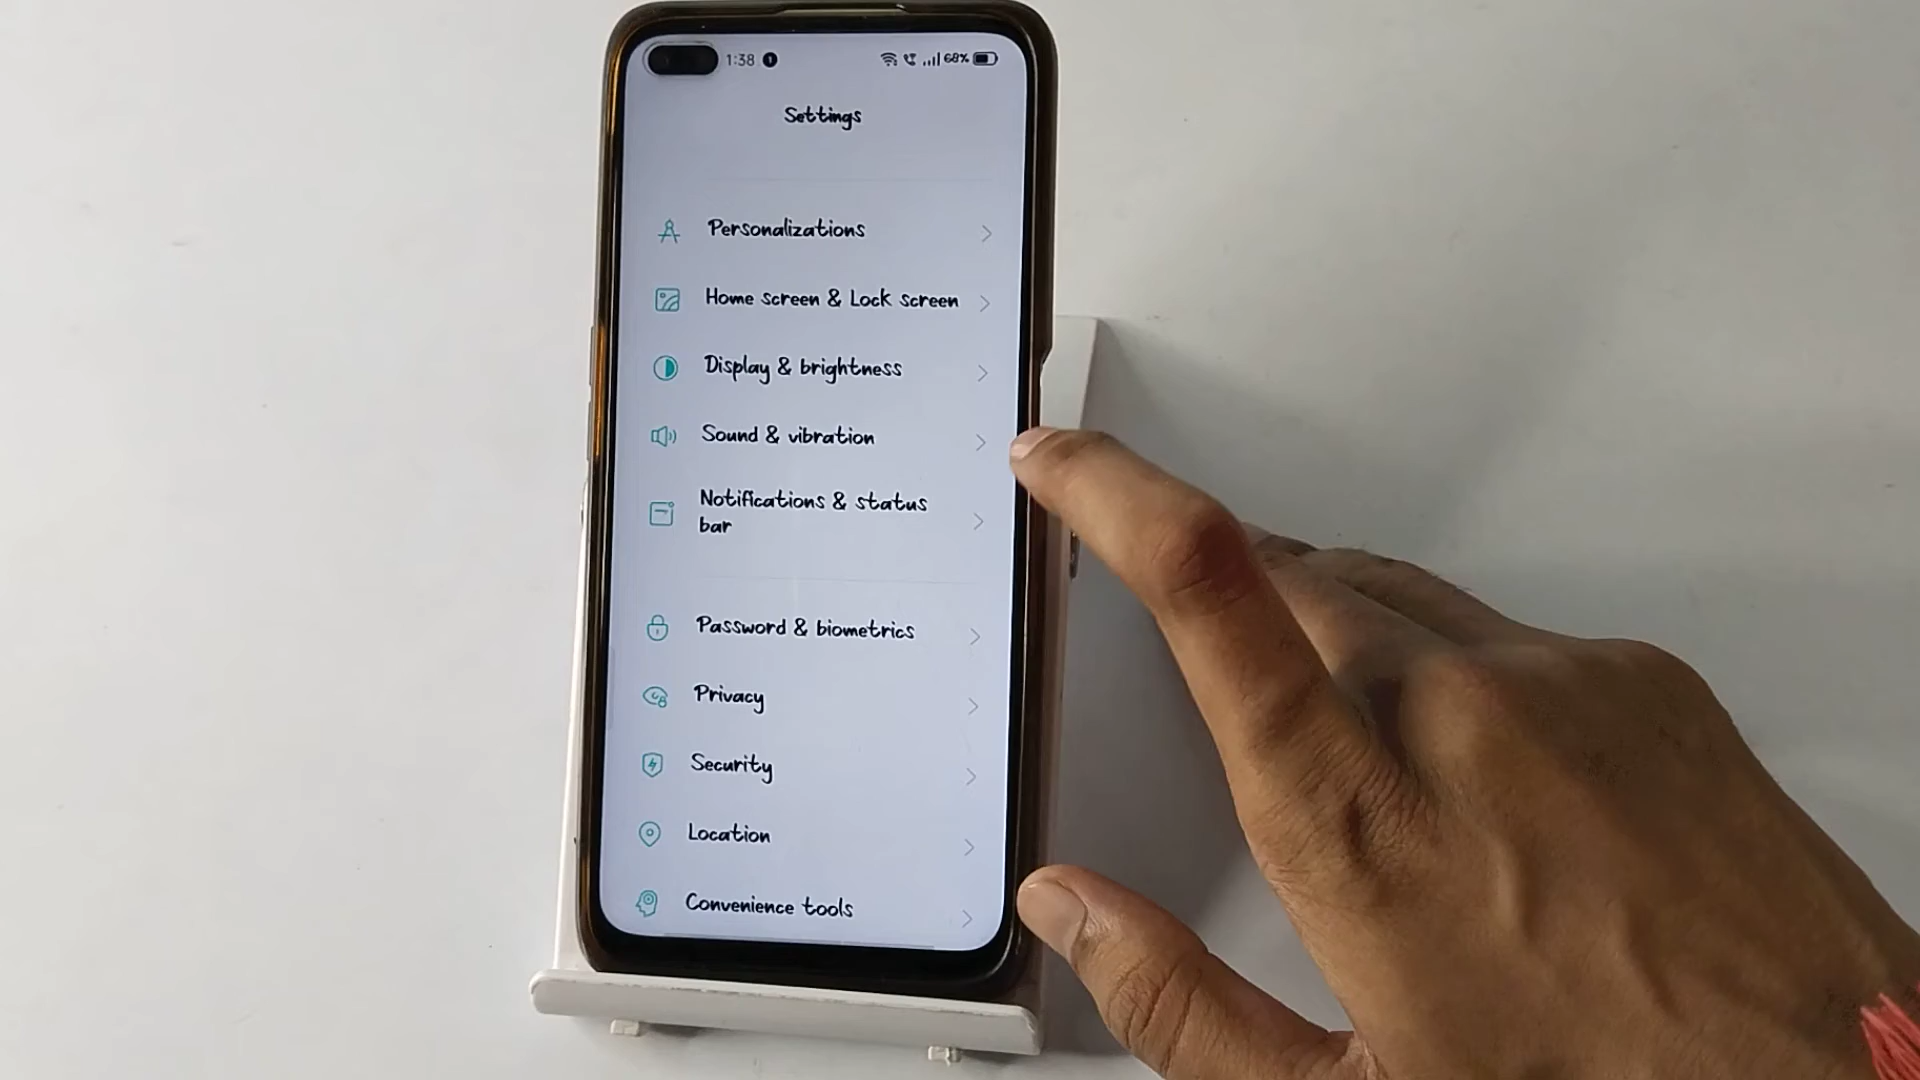 1:38 68%
Settings
Personalizations
Home screen & Lock screen
Display & brightness
Sound & vibration
Notifications & status
bar
Password & biometrics
Privacy
Security
Location
Convenience tools